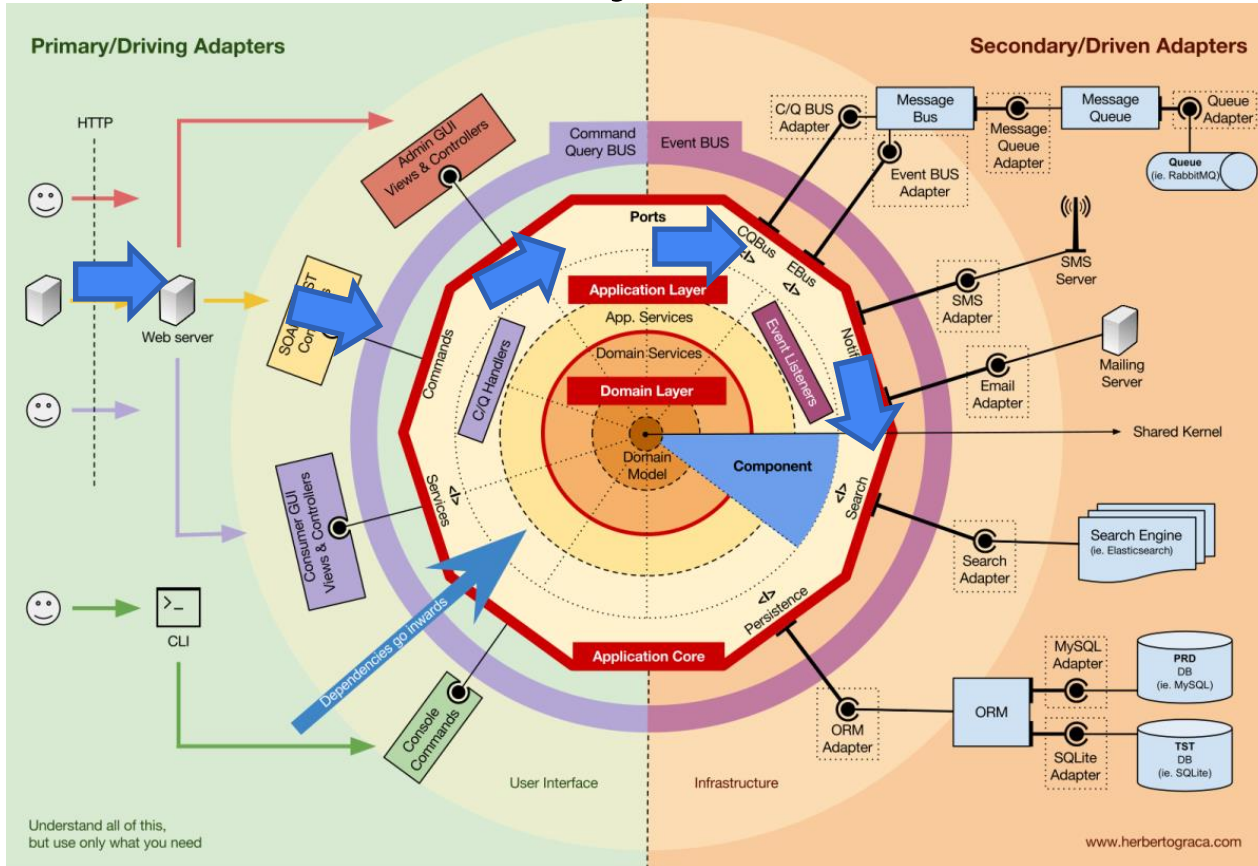 Primary/Driving Adapters
Secondary/Driven Adapters
HTTP
Admin GUI
Views & Controllers
Command
Query BUS
Event BUS
C/Q BUS
Adapter
Message
Bus
Message
Queue
Adapter
Message
Queue
Queue
Adapter
Queue
(ie. RabbitMQ)
Event BUS
Adapter
Ports
CQBus
</>
EBus
</>
SMS
Server
SMS
Adapter
Web server
SOA
ST
Con
s
Commands
C/Q Handlers
Application Layer
App. Services
Domain Services
Domain Layer
Domain
Model
Event Listeners
Notif
Email
Adapter
Mailing
Server
Shared Kernel
Component
Services
</>
Consumer GUI
Views & Controllers
</>
Search
Search
Adapter
Search Engine
(ie. Elasticsearch)
</>
Persistence
Application Core
Dependencies go inwards
CLI
Console
Commands
ORM
Adapter
ORM
MySQL
Adapter
SQLite
Adapter
PRD
DB
(ie. MySQL)
TST
DB
(ie. SQLite)
User Interface
Infrastructure
Understand all of this,
but use only what you need
www.herbertograca.com